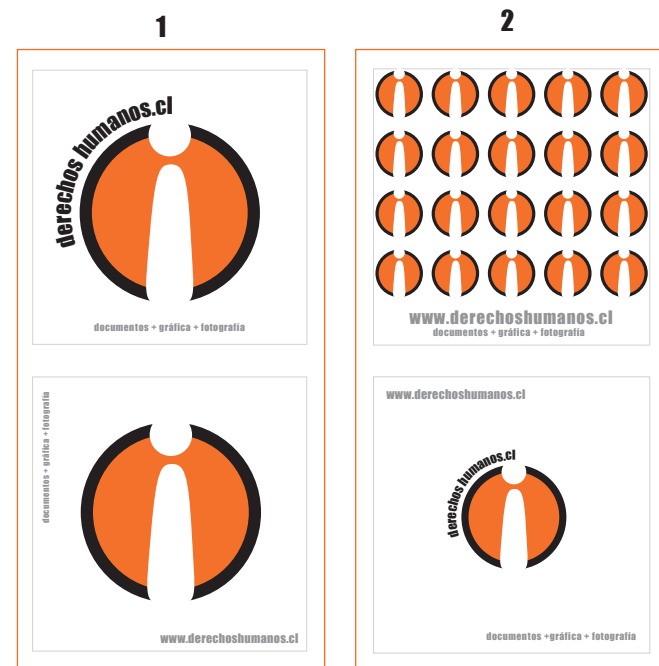 1
derechos humanos.cl
documentos + gráfica + fotografía
documentos + gráfica + fotografía
www.derechoshumanos.cl
2
www.derechoshumanos.cl
documentos + gráfica + fotografía
www.derechoshumanos.cl
derechos humanos.cl
documentos +gráfica + fotografía